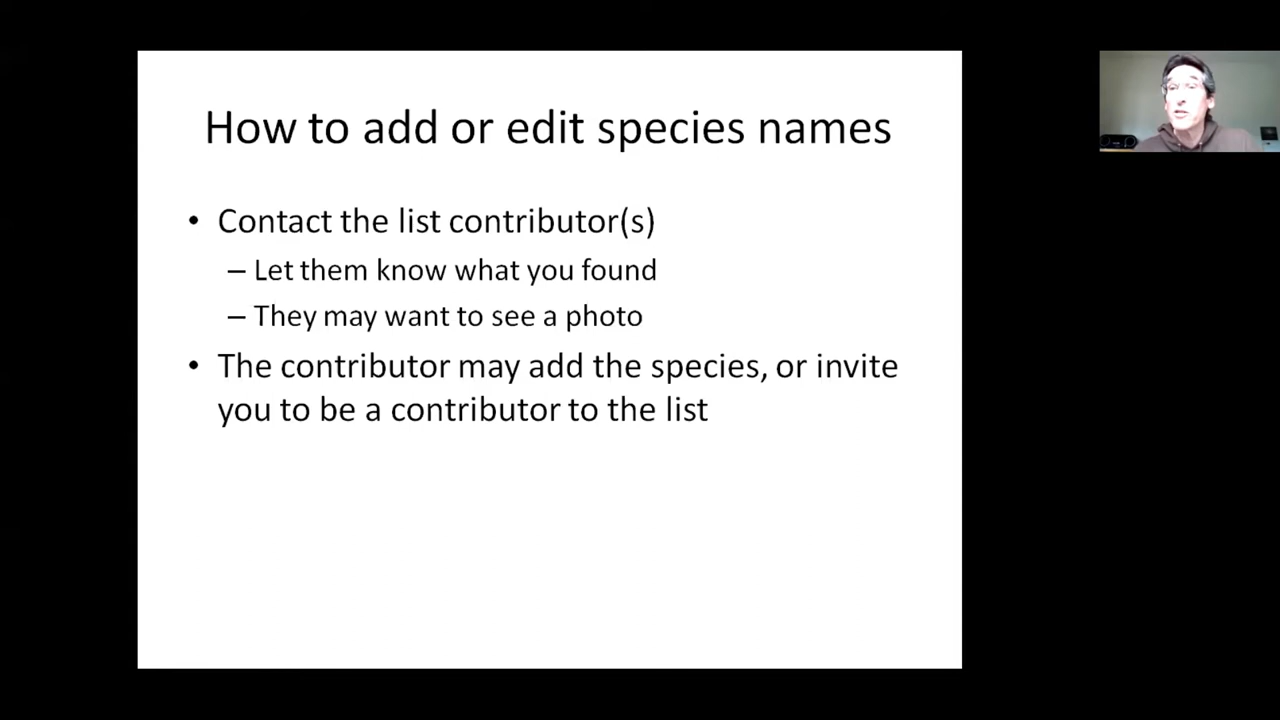 How to add or edit species names
• Contact the list contributor(s)
– Let them know what you found
– They may want to see a photo
• The contributor may add the species, or invite
you to be a contributor to the list